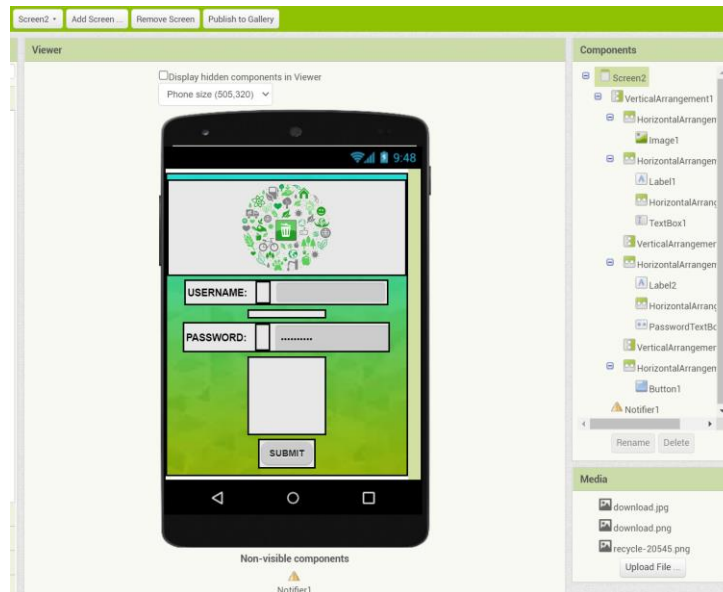 Screen2 Add Screen ... Remove Screen Publish to Gallery
Viewer
Display hidden components in Viewer
Phone size (505,320)
9:48
USERNAME:
PASSWORD:
SUBMIT
Non-visible components
Notifier1
Components
Screen2
VerticalArrangement1
HorizontalArrangen
Image1
HorizontalArrangen
Label1
HorizontalArrang
TextBox1
VerticalArrangemer
HorizontalArrangen
Label2
HorizontalArrang
PasswordTextBo
VerticalArrangemer
HorizontalArrangen
Button1
Notifier1
Rename Delete
Media
download.jpg
download.png
recycle-20545.png
Upload File ...